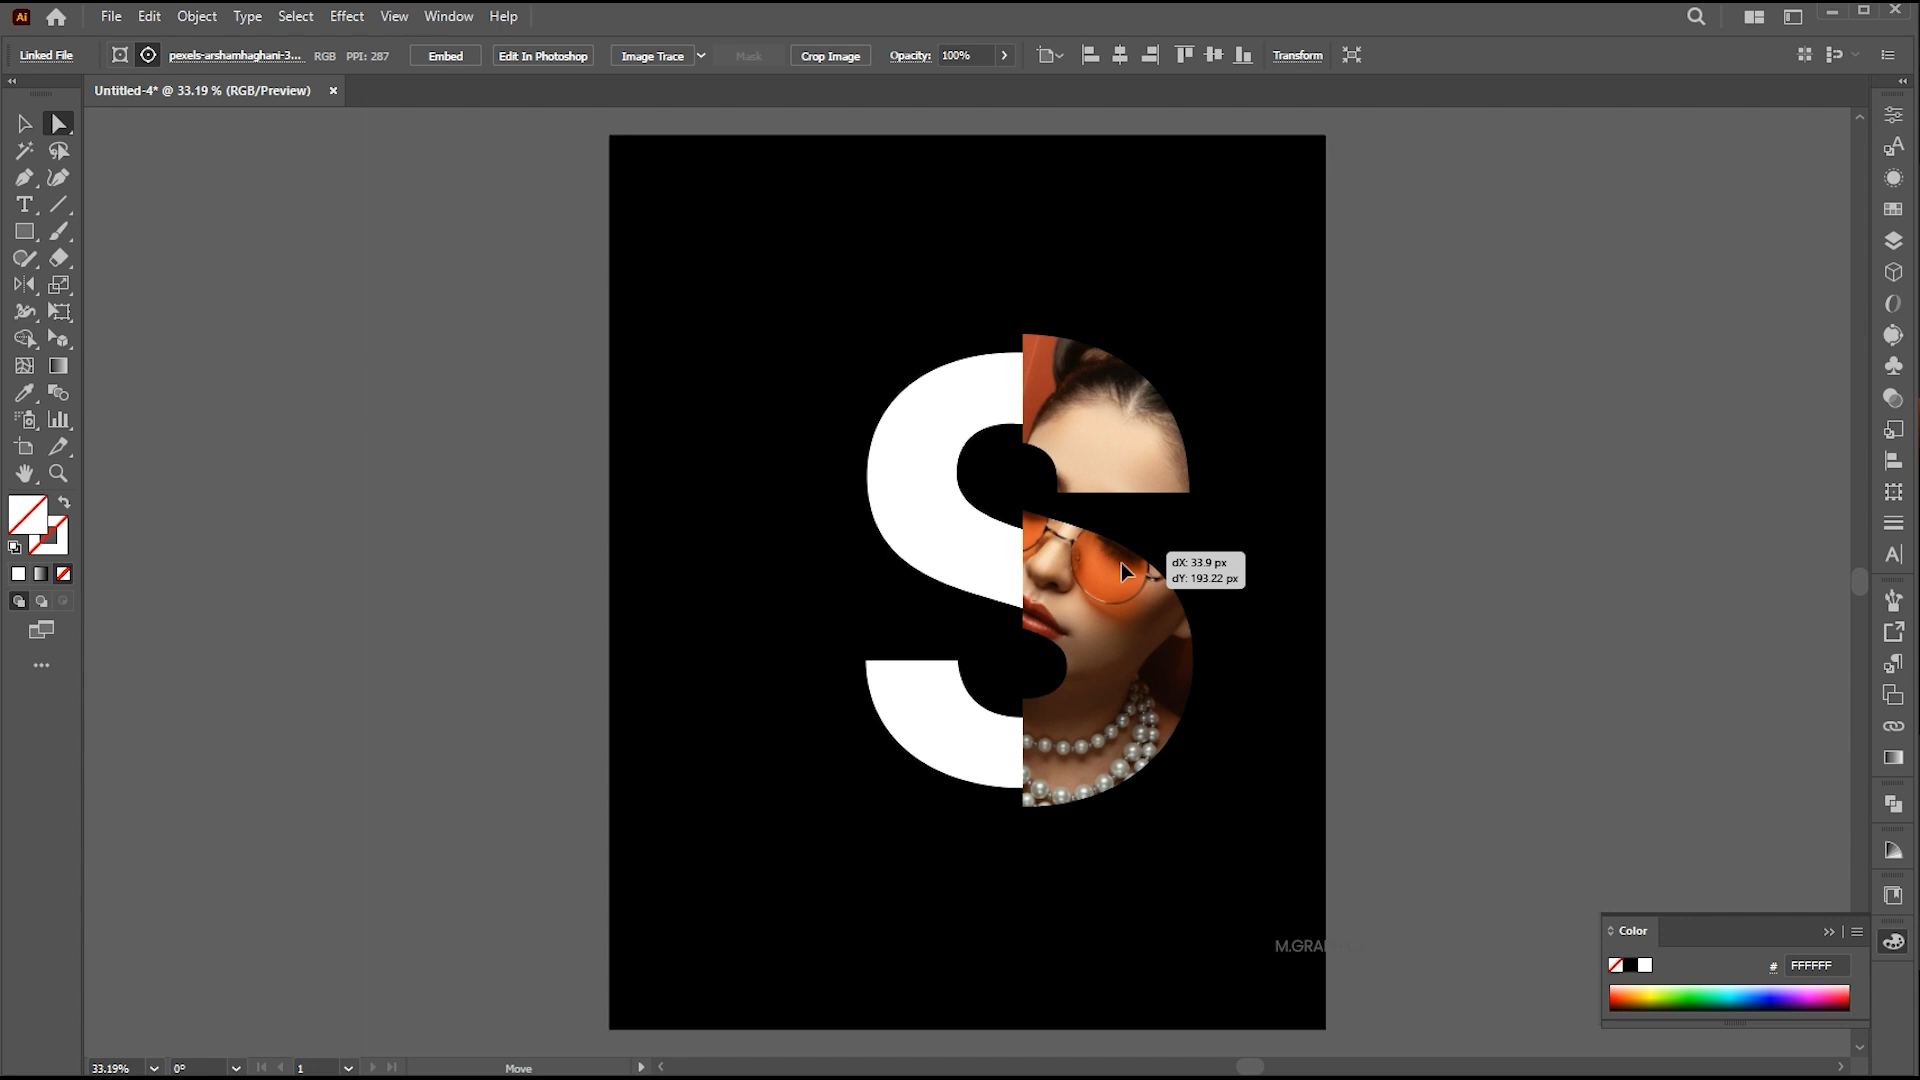 Ai File Edit Object Type Select Effect View Window Help
Linked File pexels-arshamhaghani-3... RGB PPI: 287 Embed Edit In Photoshop Image Trace Mask Crop Image Opacity: 100% Transform
Untitled-4* @ 33.19 % (RGB/Preview)
S
dX: 33.9 px
dY: 193.22 px
Color
# FFFFFF
M.GRA
33.19% 0° 1 Move